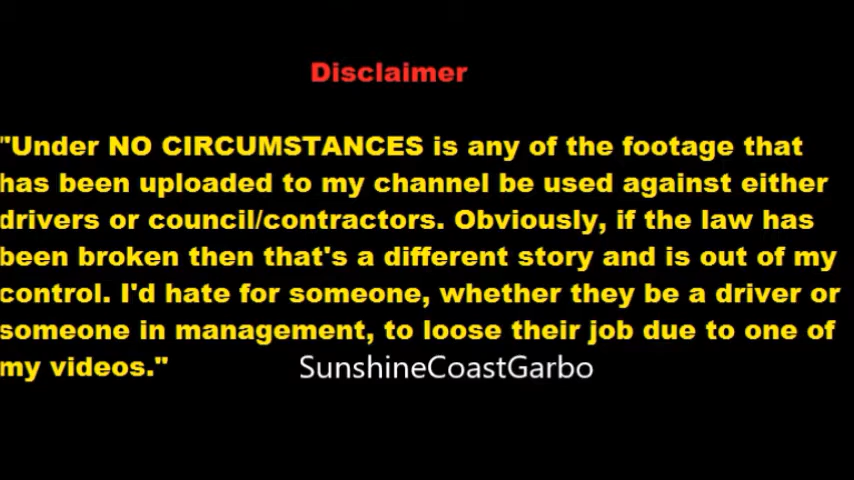 Disclaimer
"Under NO CIRCUMSTANCES is any of the footage that
has been uploaded to my channel be used against either
drivers or council/contractors. Obviously, if the law has
been broken then that's a different story and is out of my
control. I'd hate for someone, whether they be a driver or
someone in management, to loose their job due to one of
my videos."
SunshineCoastGarbo